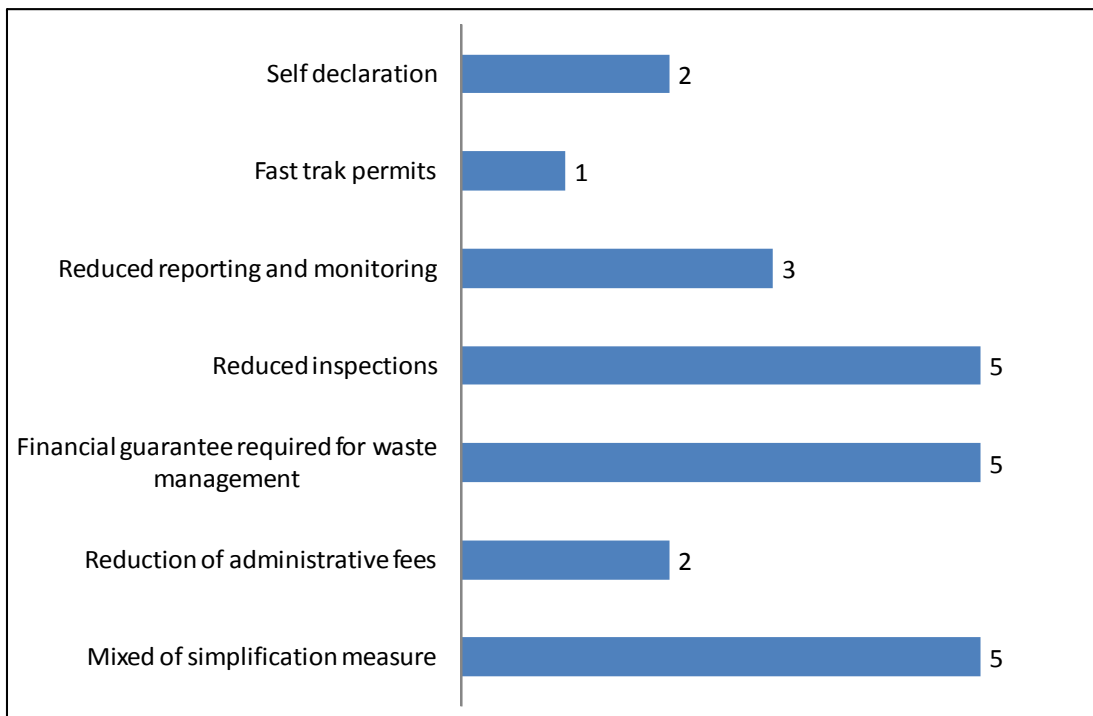 Self declaration
2
Fast trak permits
1
Reduced reporting and monitoring
3
Reduced inspections
5
Financial guarantee required for waste
management
5
Reduction of administrative fees
2
Mixed of simplification measure
5